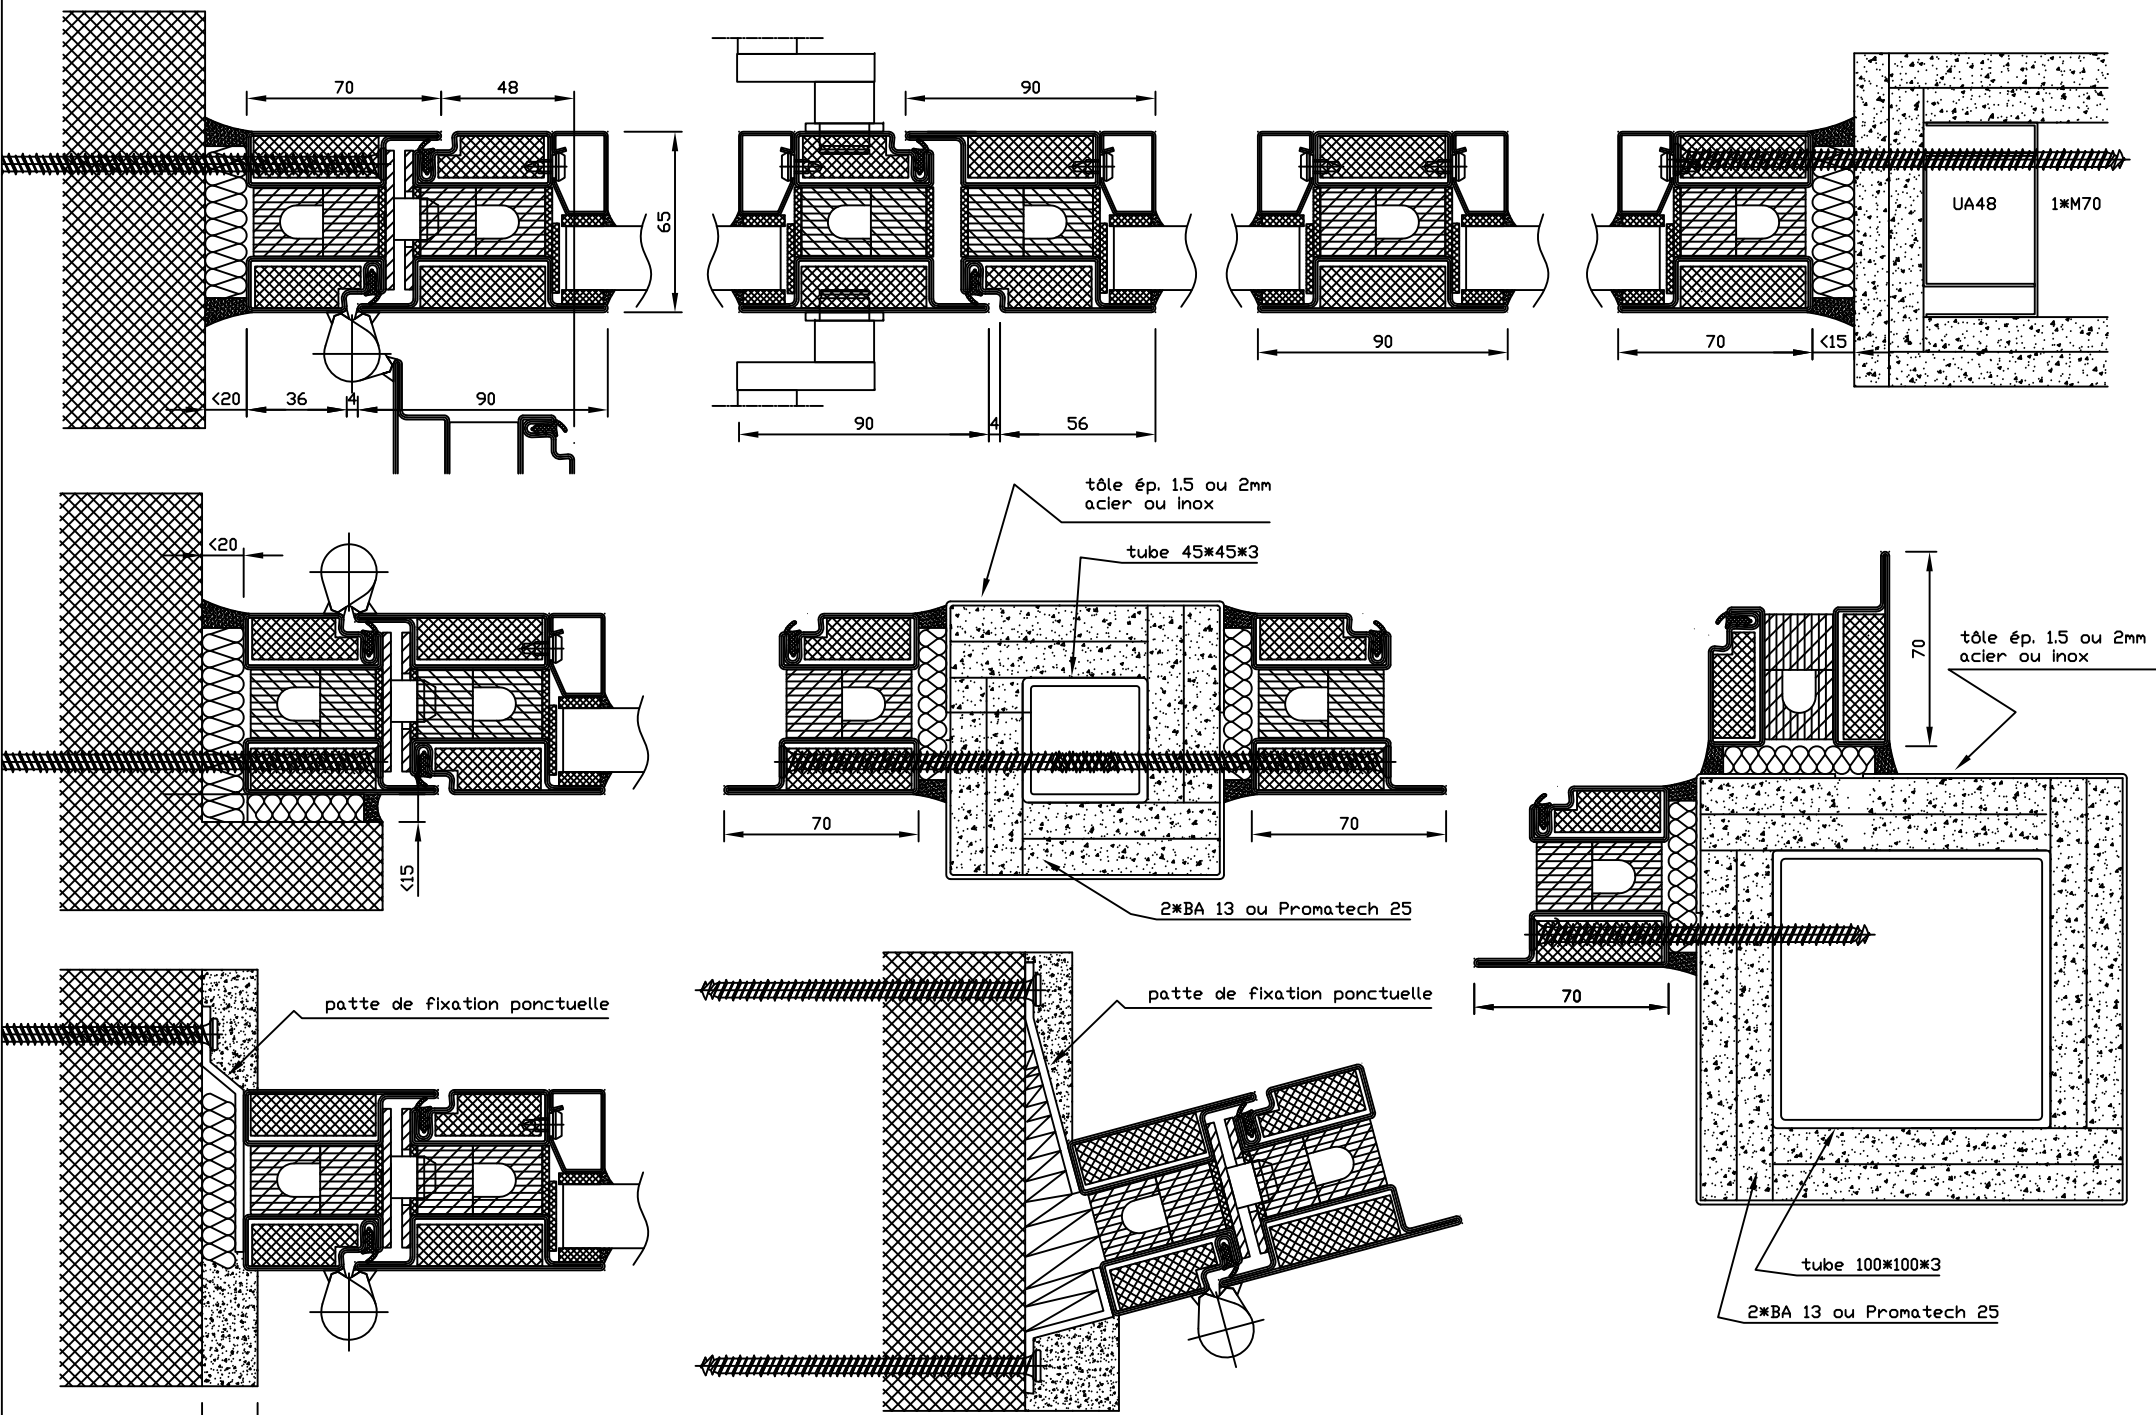 70
48
90
65
UA48
1*M70
<20
36
4
90
90
4
56
90
70
<15
tôle ép. 1.5 ou 2mm
acier ou inox
tube 45*45*3
<20
<15
70
70
2*BA 13 ou Promatech 25
70
tôle ép. 1.5 ou 2mm
acier ou inox
70
patte de fixation ponctuelle
patte de fixation ponctuelle
tube 100*100*3
2*BA 13 ou Promatech 25